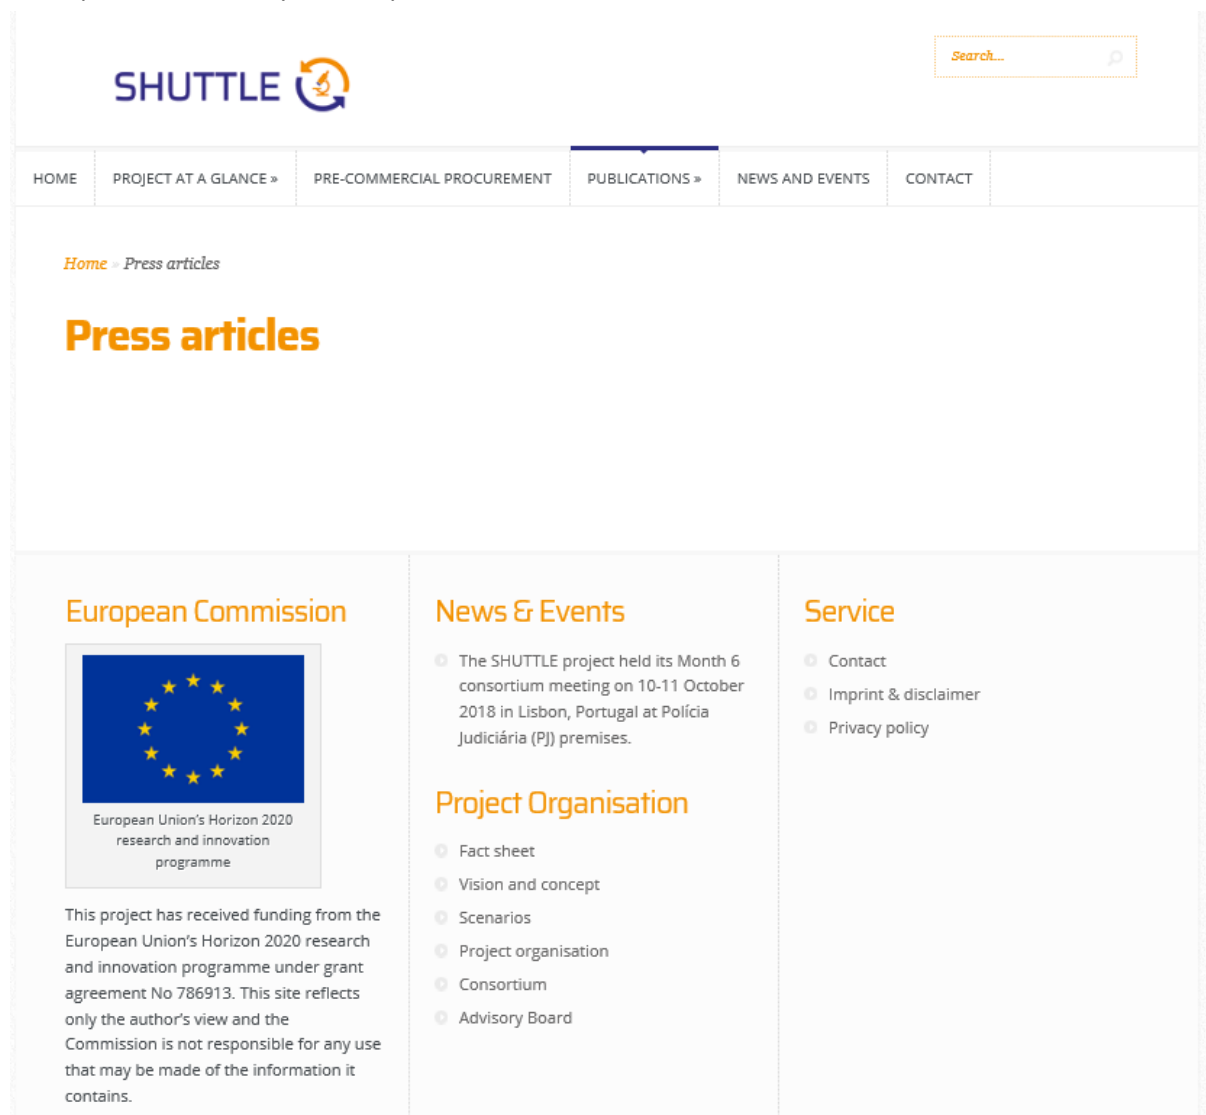 SHUTTLE
Search...
HOME
PROJECT AT A GLANCE »
PRE-COMMERCIAL PROCUREMENT
PUBLICATIONS »
NEWS AND EVENTS
CONTACT
Home » Press articles
Press articles
European Commission
European Union’s Horizon 2020
research and innovation
programme
This project has received funding from the
European Union’s Horizon 2020 research
and innovation programme under grant
agreement No 786913. This site reflects
only the author’s view and the
Commission is not responsible for any use
that may be made of the information it
contains.
News & Events
The SHUTTLE project held its Month 6
consortium meeting on 10-11 October
2018 in Lisbon, Portugal at Polícia
Judiciária (PJ) premises.
Project Organisation
Fact sheet
Vision and concept
Scenarios
Project organisation
Consortium
Advisory Board
Service
Contact
Imprint & disclaimer
Privacy policy